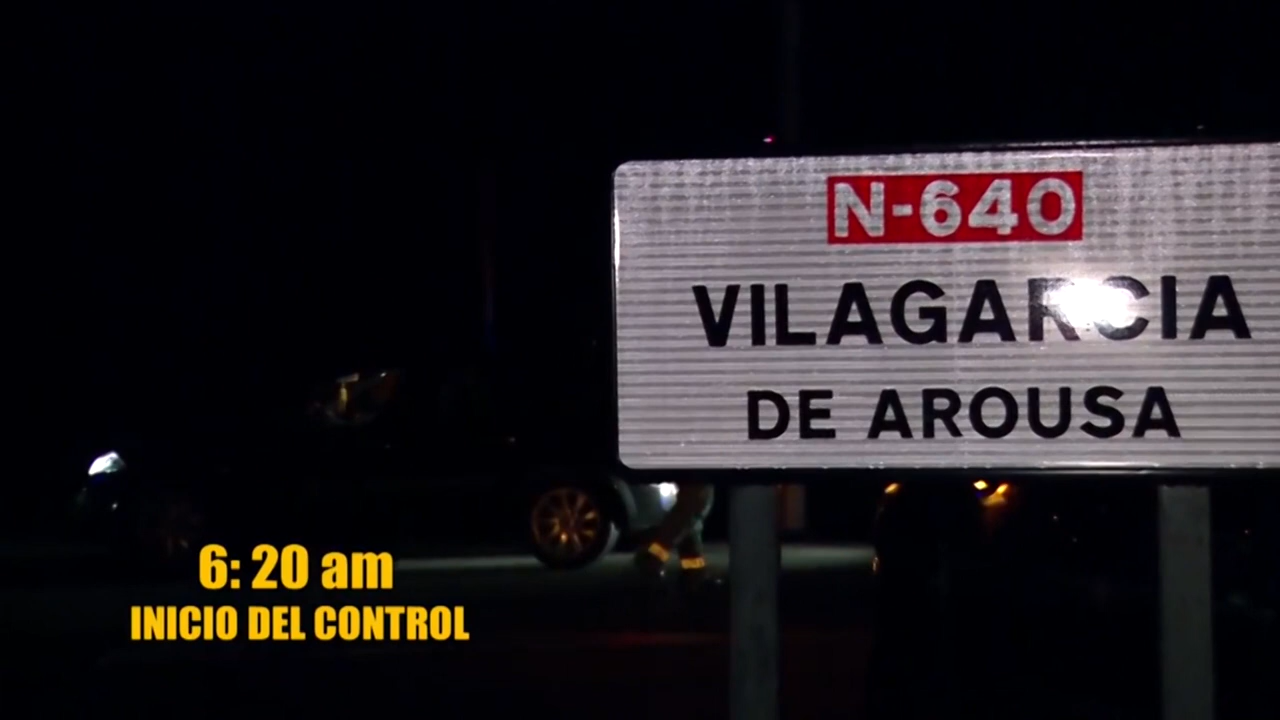 N-640
VILAGARCIA
DE AROUSA
6: 20 am
INICIO DEL CONTROL